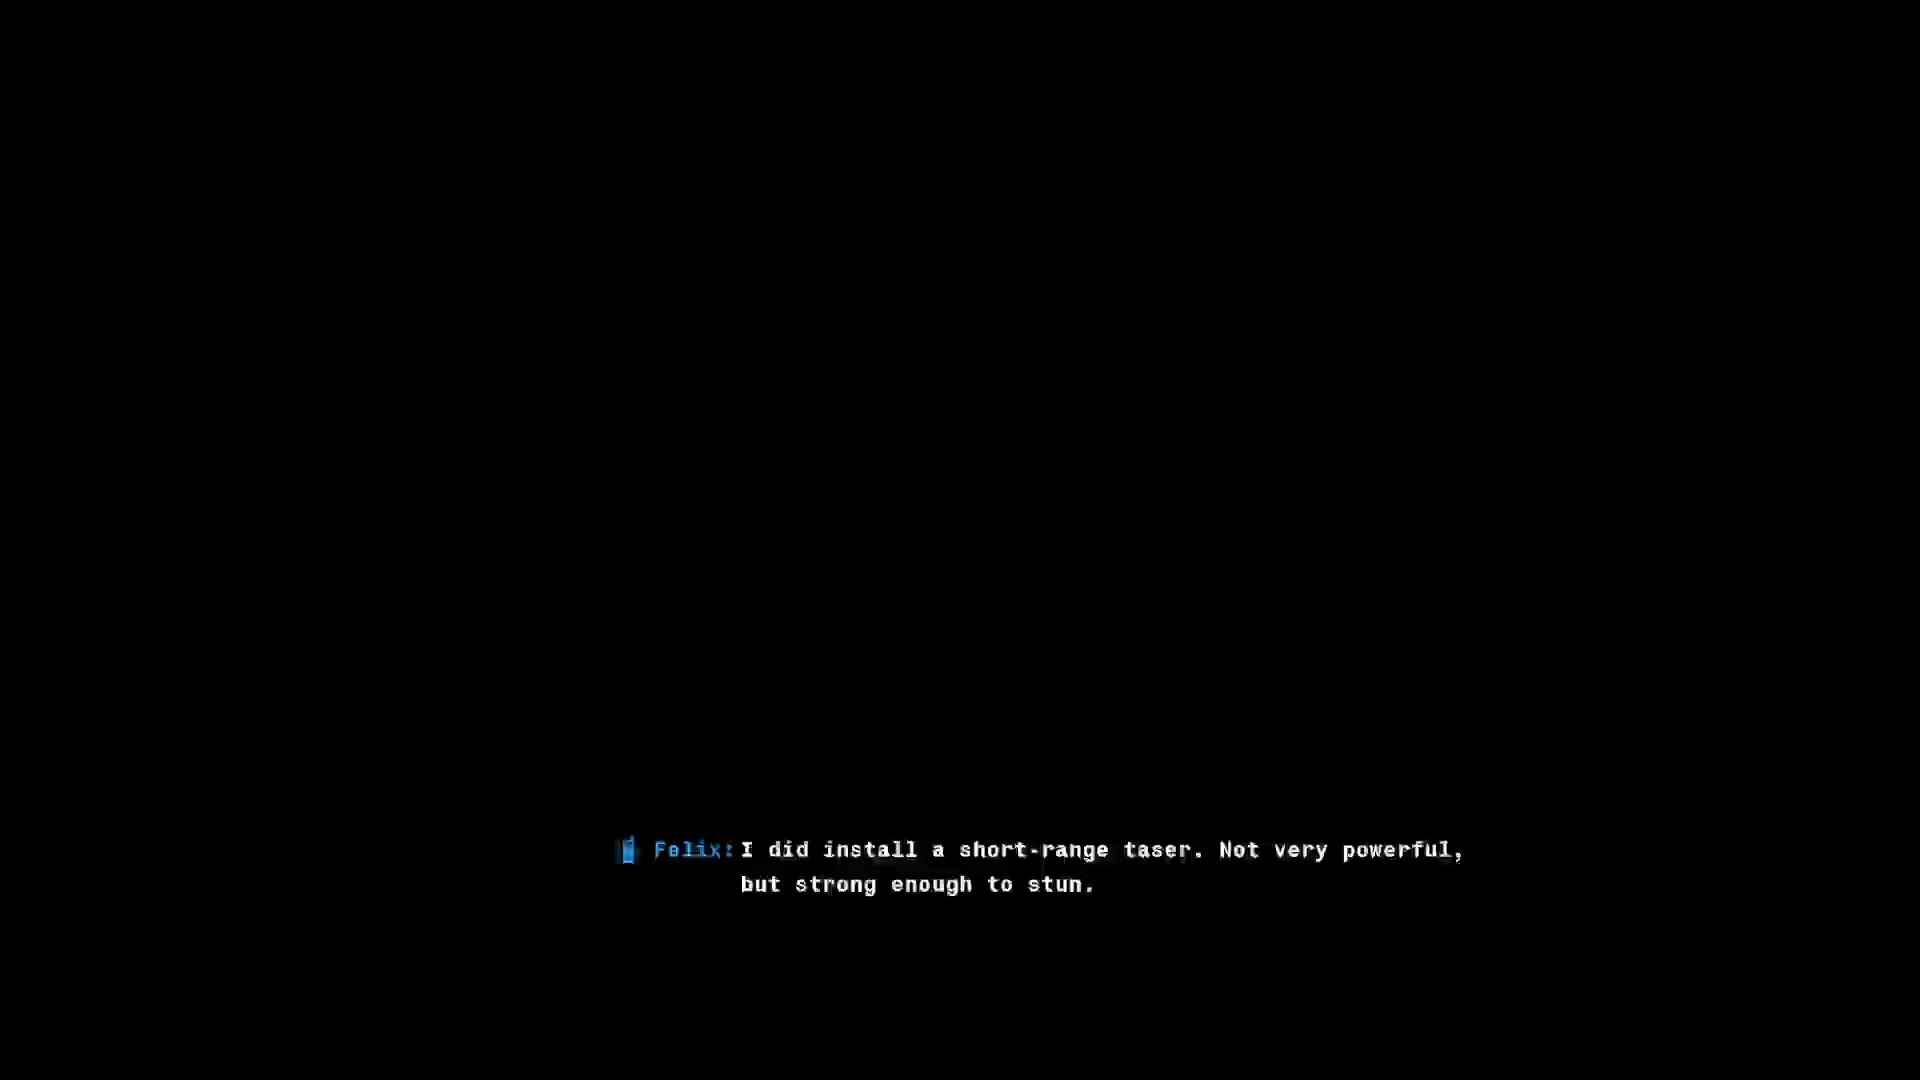 Felix: I did install a short-range taser. Not very powerful,
but strong enough to stun.